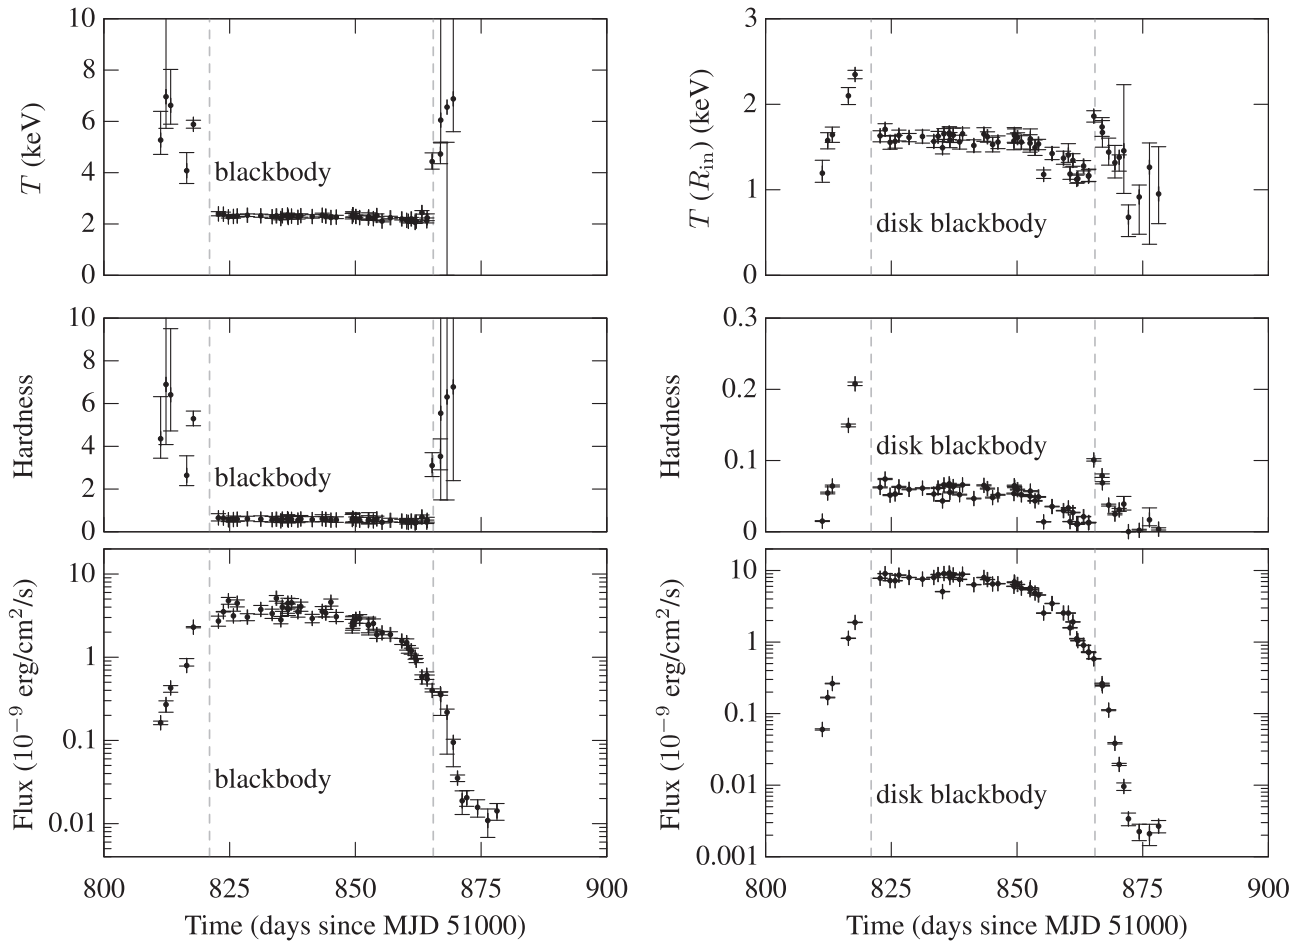 10
8
6
4
2
0
T (keV)
blackbody
3
2
1
0
T (R_in) (keV)
disk blackbody
10
8
6
4
2
0
Hardness
blackbody
0.3
0.2
0.1
0
Hardness
disk blackbody
10
1
0.1
0.01
Flux (10⁻⁹ erg/cm²/s)
blackbody
800 825 850 875 900
Time (days since MJD 51000)
10
1
0.1
0.01
0.001
Flux (10⁻⁹ erg/cm²/s)
disk blackbody
800 825 850 875 900
Time (days since MJD 51000)